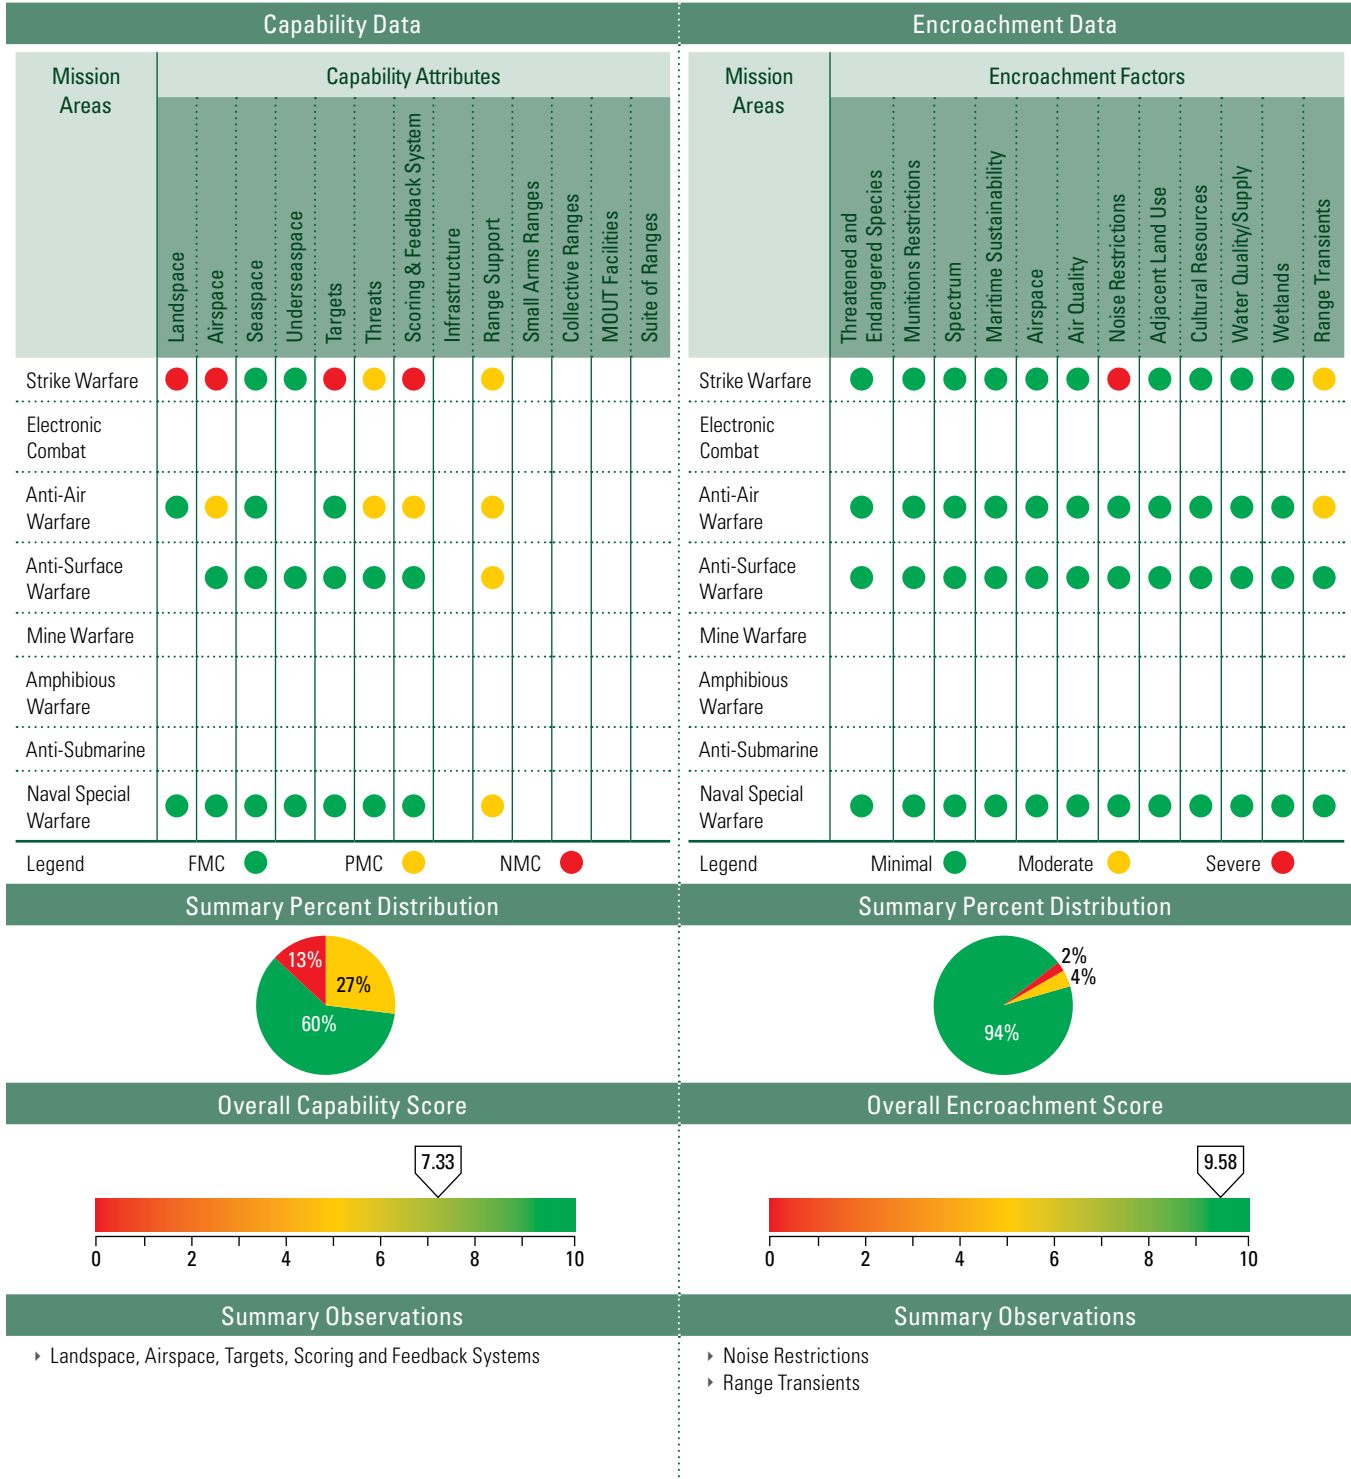 Capability Data
Mission
Areas
Capability Attributes
Landspace
Airspace
Seaspace
Underseaspace
Targets
Threats
Scoring & Feedback System
Infrastructure
Range Support
Small Arms Ranges
Collective Ranges
MOUT Facilities
Suite of Ranges
Strike Warfare
Electronic
Combat
Anti-Air
Warfare
Anti-Surface
Warfare
Mine Warfare
Amphibious
Warfare
Anti-Submarine
Naval Special
Warfare
Legend FMC PMC NMC
Summary Percent Distribution
13%
27%
60%
Overall Capability Score
7.33
0 2 4 6 8 10
Summary Observations
‣ Landspace, Airspace, Targets, Scoring and Feedback Systems
Encroachment Data
Mission
Areas
Encroachment Factors
Threatened and
Endangered Species
Munitions Restrictions
Spectrum
Maritime Sustainability
Airspace
Air Quality
Noise Restrictions
Adjacent Land Use
Cultural Resources
Water Quality/Supply
Wetlands
Range Transients
Strike Warfare
Electronic
Combat
Anti-Air
Warfare
Anti-Surface
Warfare
Mine Warfare
Amphibious
Warfare
Anti-Submarine
Naval Special
Warfare
Legend Minimal Moderate Severe
Summary Percent Distribution
2%
4%
94%
Overall Encroachment Score
9.58
0 2 4 6 8 10
Summary Observations
‣ Noise Restrictions
‣ Range Transients